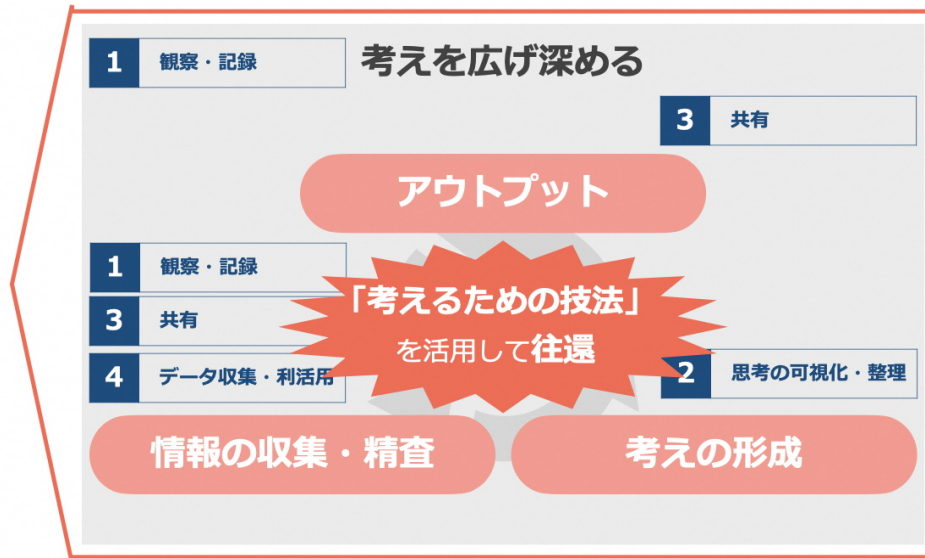 1 観察・記録
考えを広げ深める
3 共有
アウトプット
1 観察・記録
3 共有
4 データ収集・利活用
「考えるための技法」
を活用して往還
2 思考の可視化・整理
情報の収集・精査
考えの形成